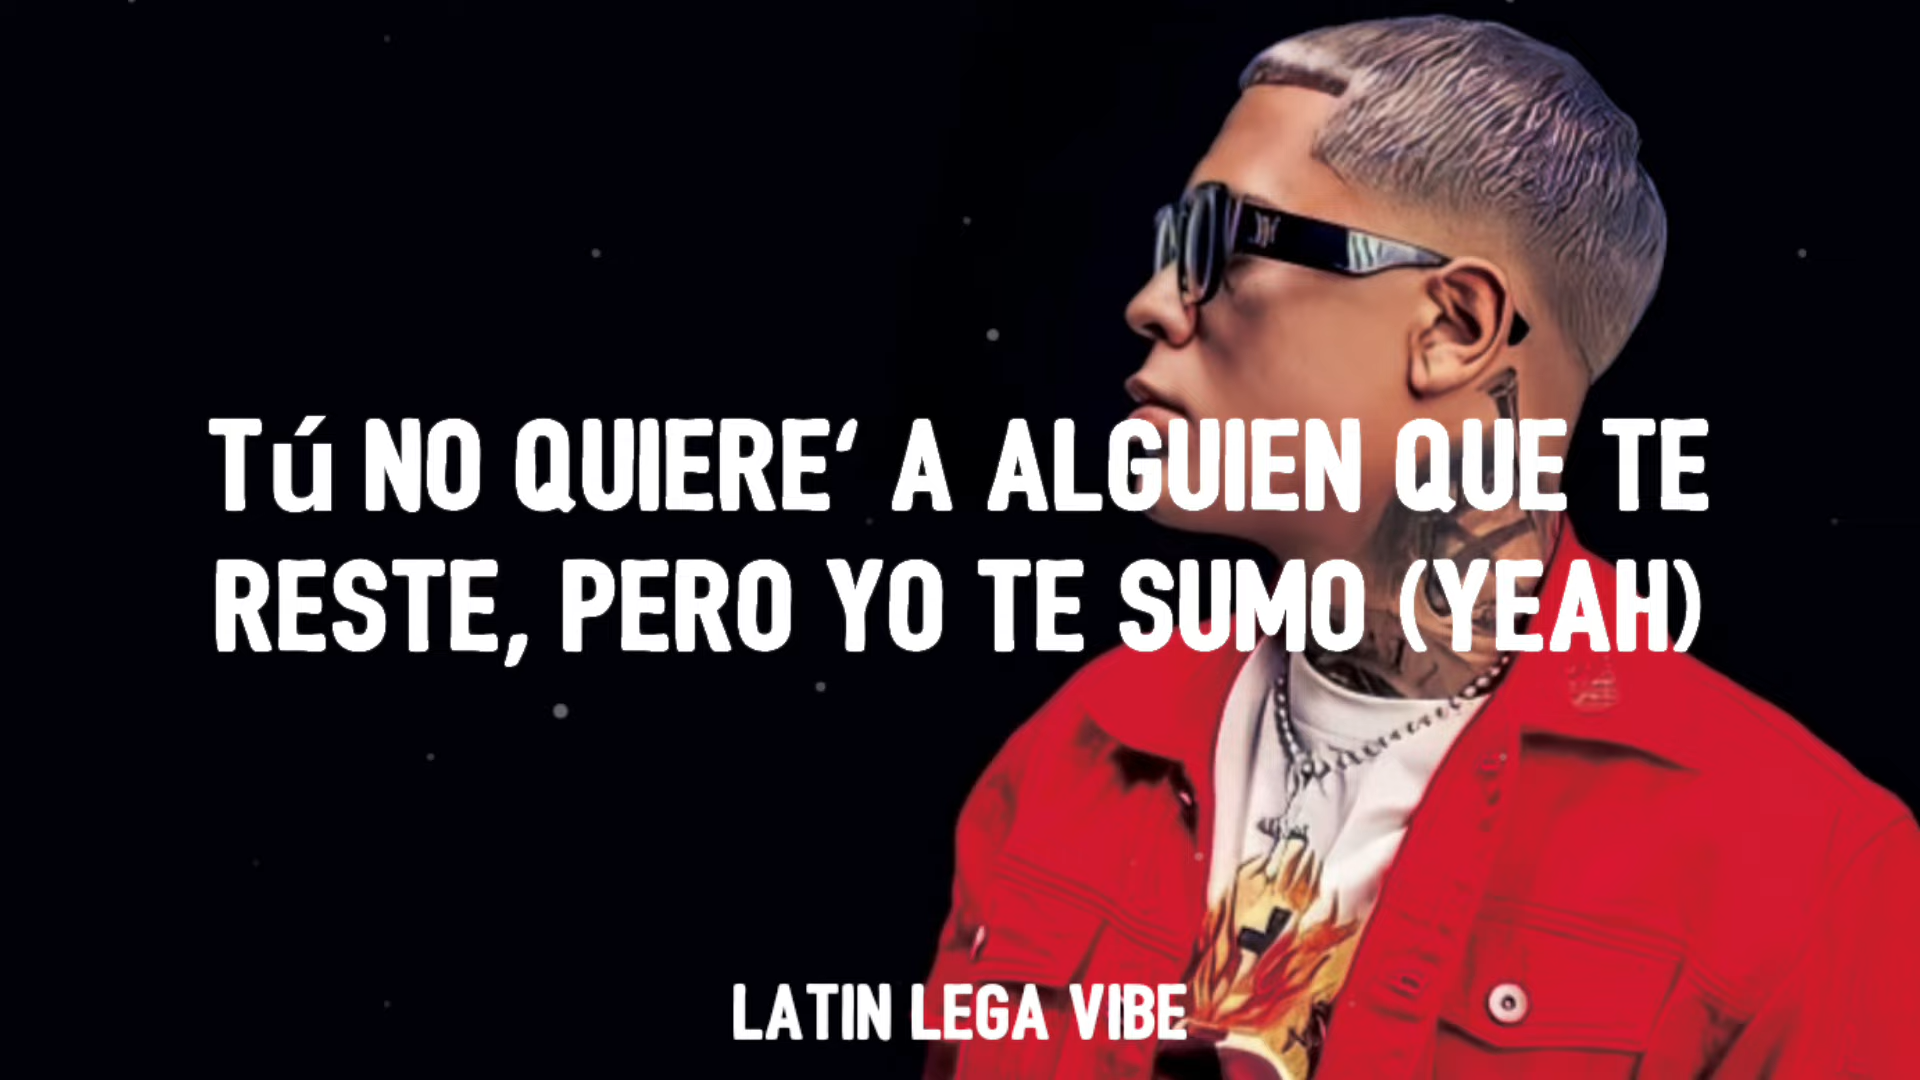 Tú NO QUIERE' A ALGUIEN QUE TE
RESTE, PERO YO TE SUMO (YEAH)
LATIN LEGA VIBE